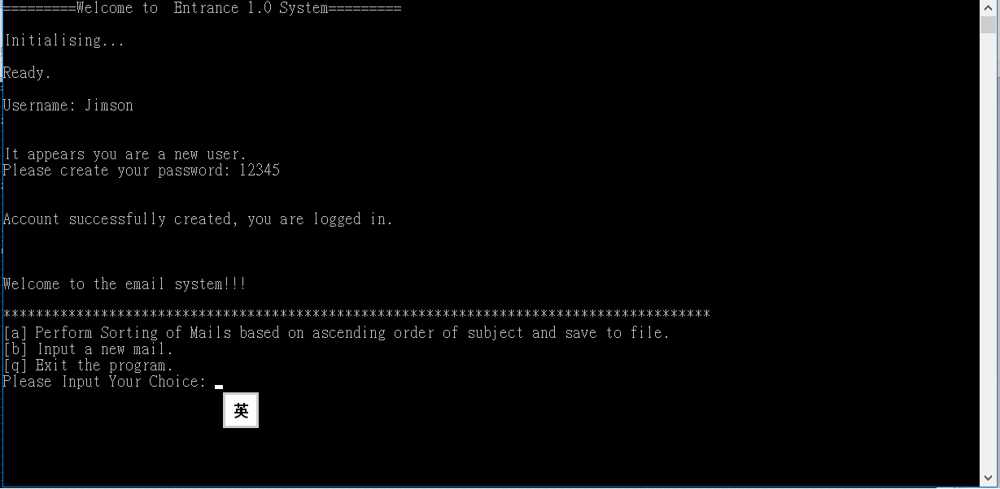 =========Welcome to  Entrance 1.0 System=========
Initialising...
Ready.
Username: Jimson
It appears you are a new user.
Please create your password: 12345
Account successfully created, you are logged in.
Welcome to the email system!!!
***************************************************************************************
[a] Perform Sorting of Mails based on ascending order of subject and save to file.
[b] Input a new mail.
[q] Exit the program.
Please Input Your Choice:
英